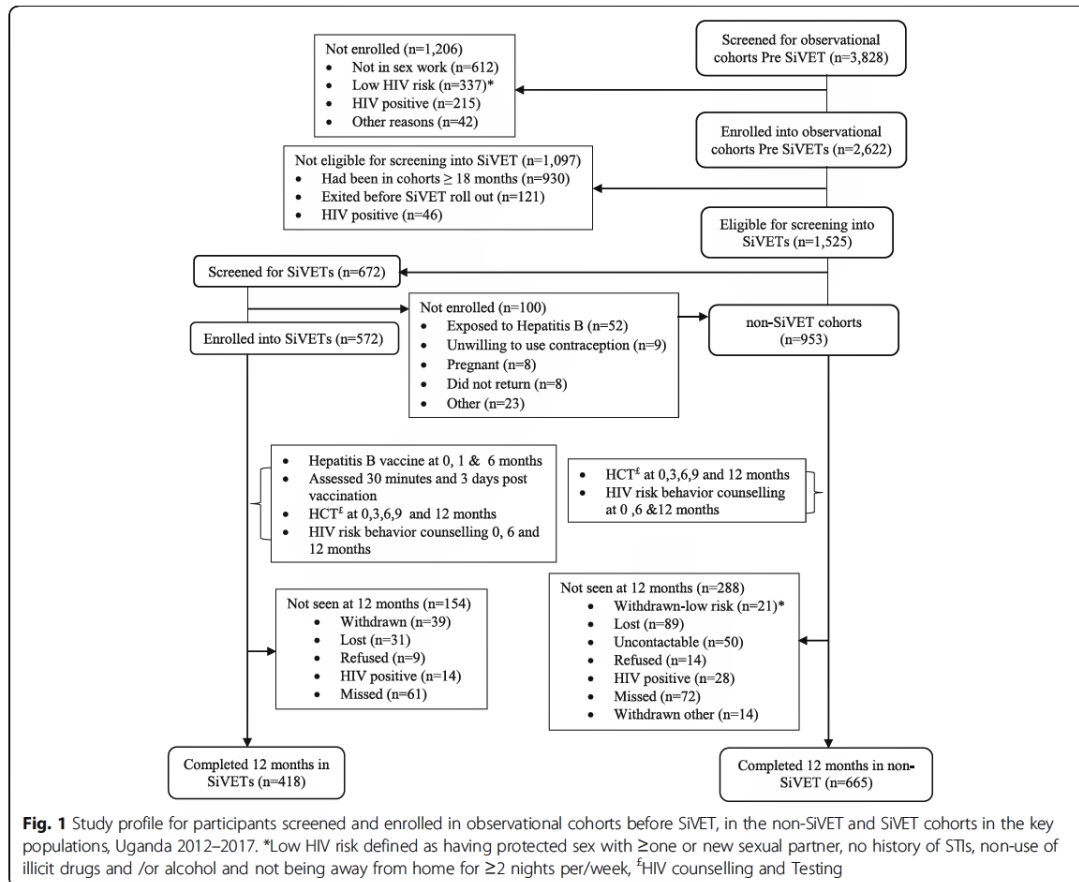 Screened for observational
cohorts Pre SiVET (n=3,828)
Not enrolled (n=1,206)
• Not in sex work (n=612)
• Low HIV risk (n=337)*
• HIV positive (n=215)
• Other reasons (n=42)
Enrolled into observational
cohorts Pre SiVETs (n=2,622)
Not eligible for screening into SiVET (n=1,097)
• Had been in cohorts ≥ 18 months (n=930)
• Exited before SiVET roll out (n=121)
• HIV positive (n=46)
Eligible for screening into
SiVETs (n=1,525)
Screened for SiVETs (n=672)
Not enrolled (n=100)
• Exposed to Hepatitis B (n=52)
• Unwilling to use contraception (n=9)
• Pregnant (n=8)
• Did not return (n=8)
• Other (n=23)
Enrolled into SiVETs (n=572)
non-SiVET cohorts
(n=953)
• Hepatitis B vaccine at 0, 1 & 6 months
• Assessed 30 minutes and 3 days post
vaccination
• HCT£ at 0,3,6,9 and 12 months
• HIV risk behavior counselling 0, 6 and
12 months
• HCT£ at 0,3,6,9 and 12 months
• HIV risk behavior counselling
at 0 ,6 &12 months
Not seen at 12 months (n=154)
• Withdrawn (n=39)
• Lost (n=31)
• Refused (n=9)
• HIV positive (n=14)
• Missed (n=61)
Not seen at 12 months (n=288)
• Withdrawn-low risk (n=21)*
• Lost (n=89)
• Uncontactable (n=50)
• Refused (n=14)
• HIV positive (n=28)
• Missed (n=72)
• Withdrawn other (n=14)
Completed 12 months in
SiVETs (n=418)
Completed 12 months in non-
SiVET (n=665)
Fig. 1 Study profile for participants screened and enrolled in observational cohorts before SiVET, in the non-SiVET and SiVET cohorts in the key
populations, Uganda 2012–2017. *Low HIV risk defined as having protected sex with ≥one or new sexual partner, no history of STIs, non-use of
illicit drugs and /or alcohol and not being away from home for ≥2 nights per/week, £HIV counselling and Testing